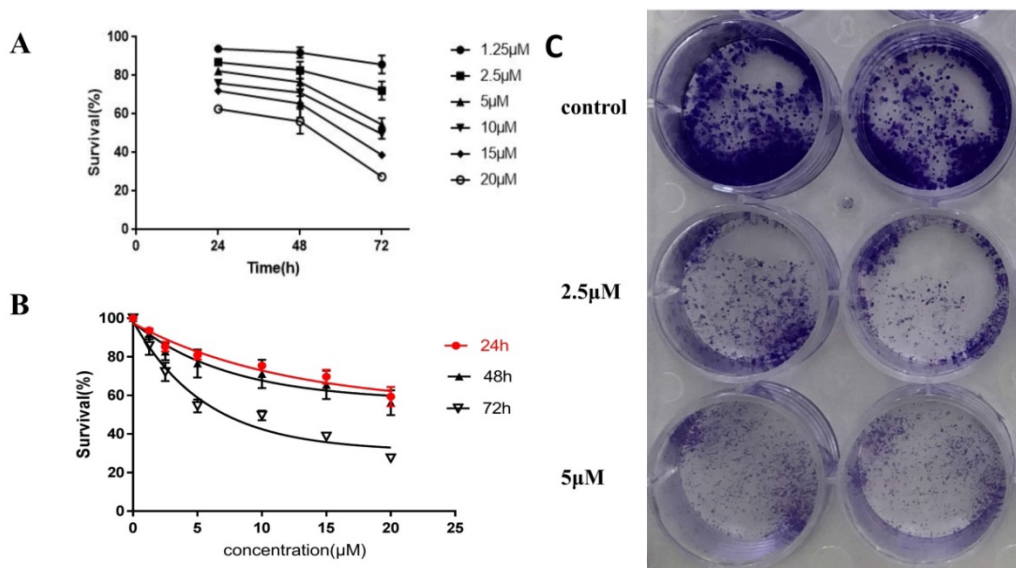 A
100
80
60
40
20
0
Survival(%)
0
24
48
72
Time(h)
1.25µM
2.5µM
5µM
10µM
15µM
20µM
B
100
80
60
40
20
0
Survival(%)
0
5
10
15
20
25
concentration(µM)
24h
48h
72h
C
control
2.5µM
5µM